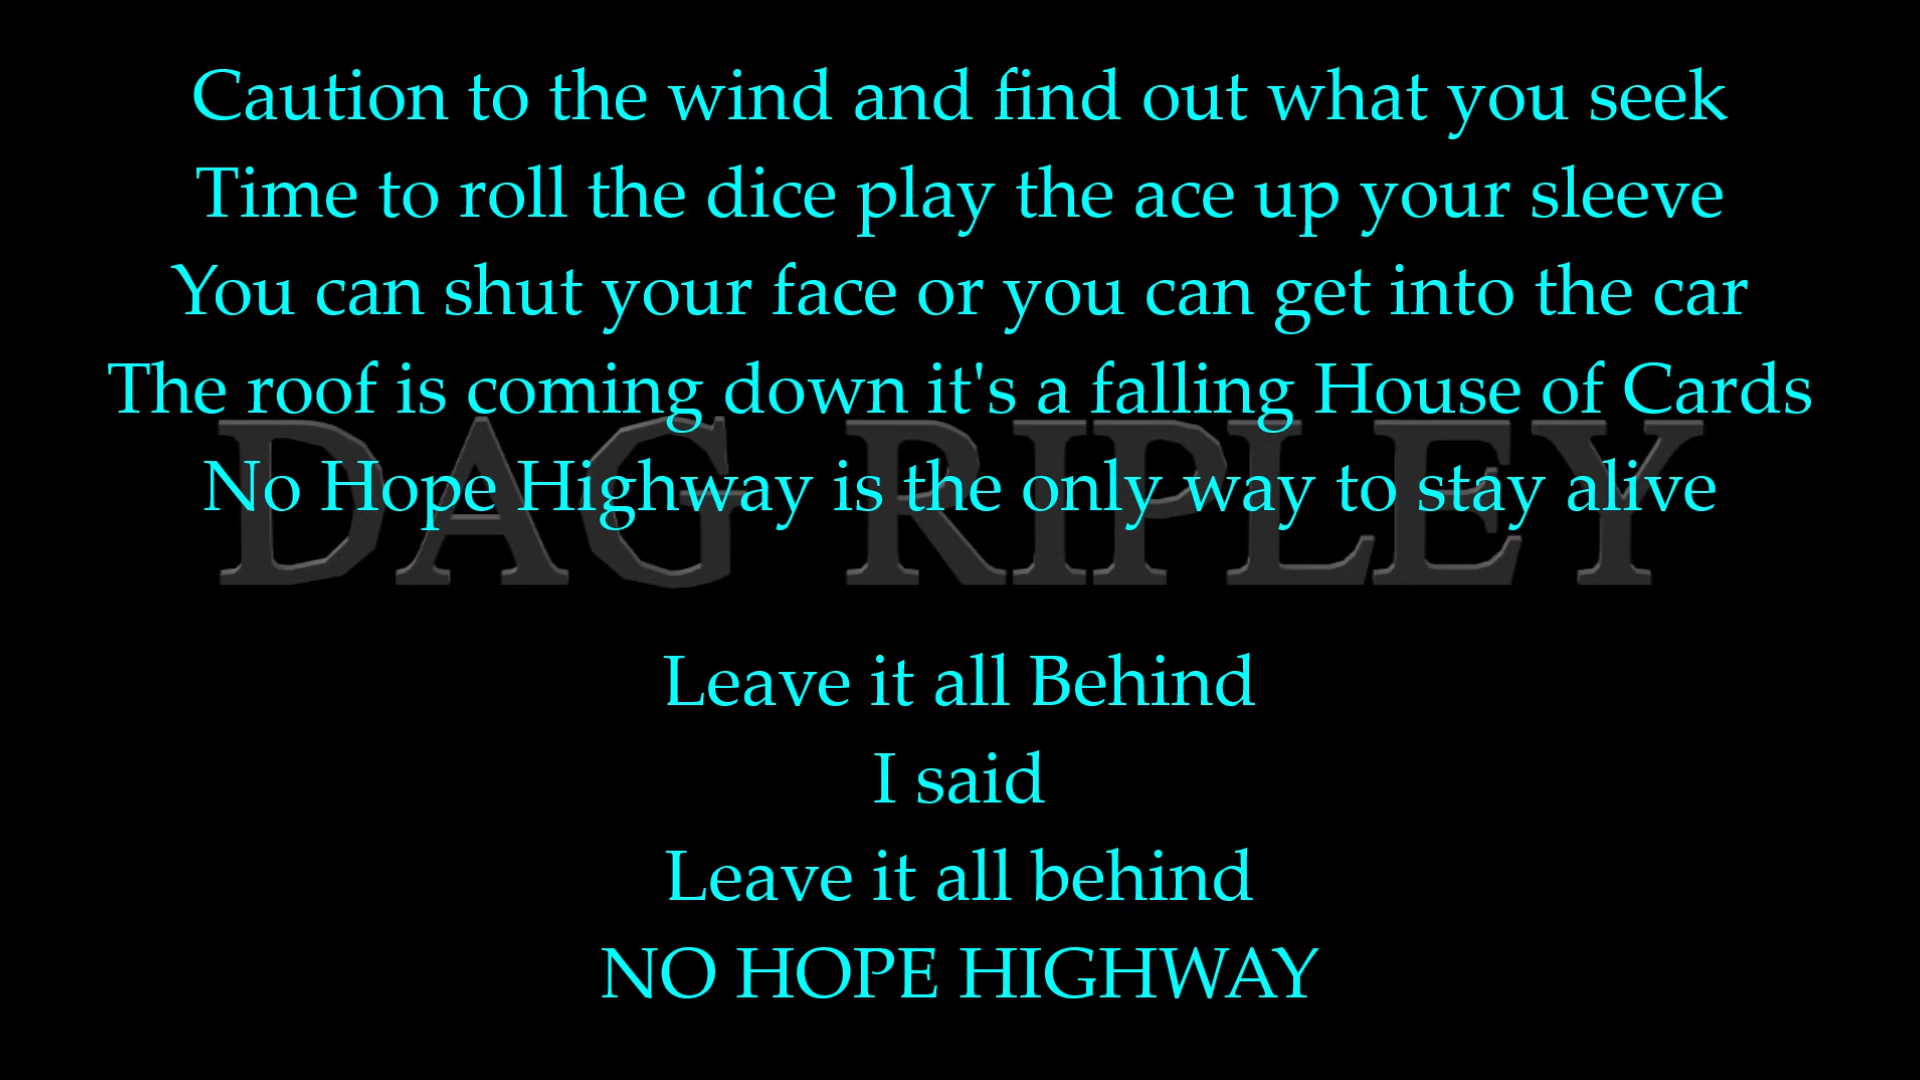 Caution to the wind and find out what you seek
Time to roll the dice play the ace up your sleeve
You can shut your face or you can get into the car
The roof is coming down it's a falling House of Cards
DAG RIPLEY
No Hope Highway is the only way to stay alive
Leave it all Behind
I said
Leave it all behind
NO HOPE HIGHWAY